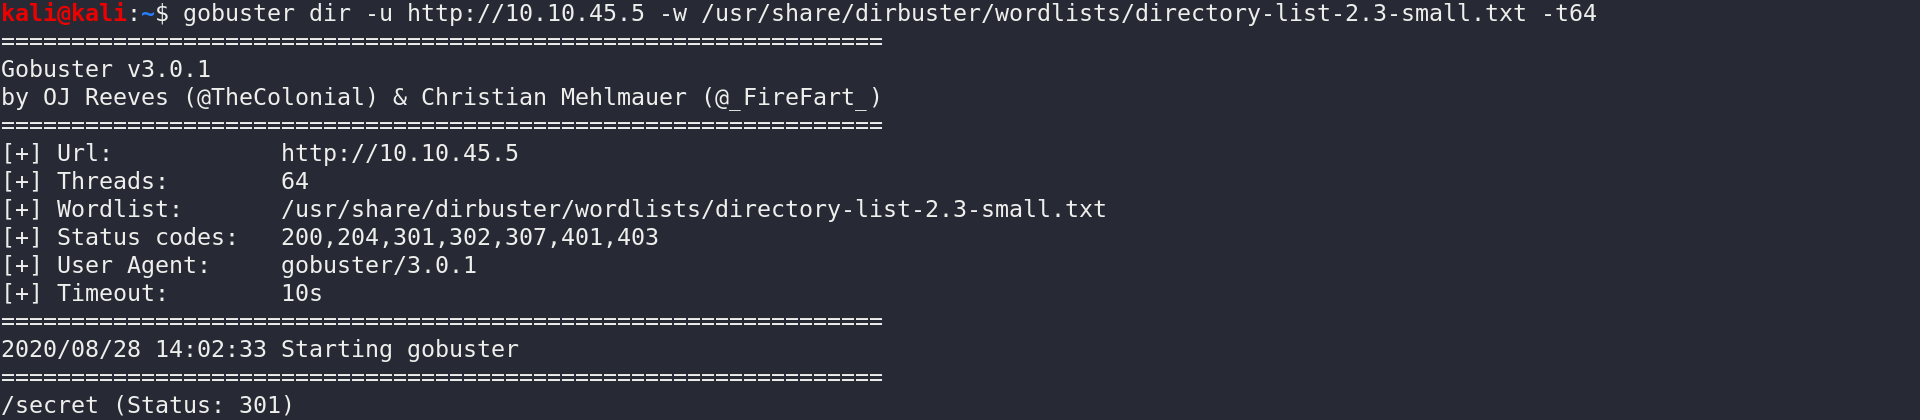 kali@kali:~$ gobuster dir -u http://10.10.45.5 -w /usr/share/dirbuster/wordlists/directory-list-2.3-small.txt -t64
===============================================================
Gobuster v3.0.1
by OJ Reeves (@TheColonial) & Christian Mehlmauer (@_FireFart_)
===============================================================
[+] Url:            http://10.10.45.5
[+] Threads:        64
[+] Wordlist:       /usr/share/dirbuster/wordlists/directory-list-2.3-small.txt
[+] Status codes:   200,204,301,302,307,401,403
[+] User Agent:     gobuster/3.0.1
[+] Timeout:        10s
===============================================================
2020/08/28 14:02:33 Starting gobuster
===============================================================
/secret (Status: 301)